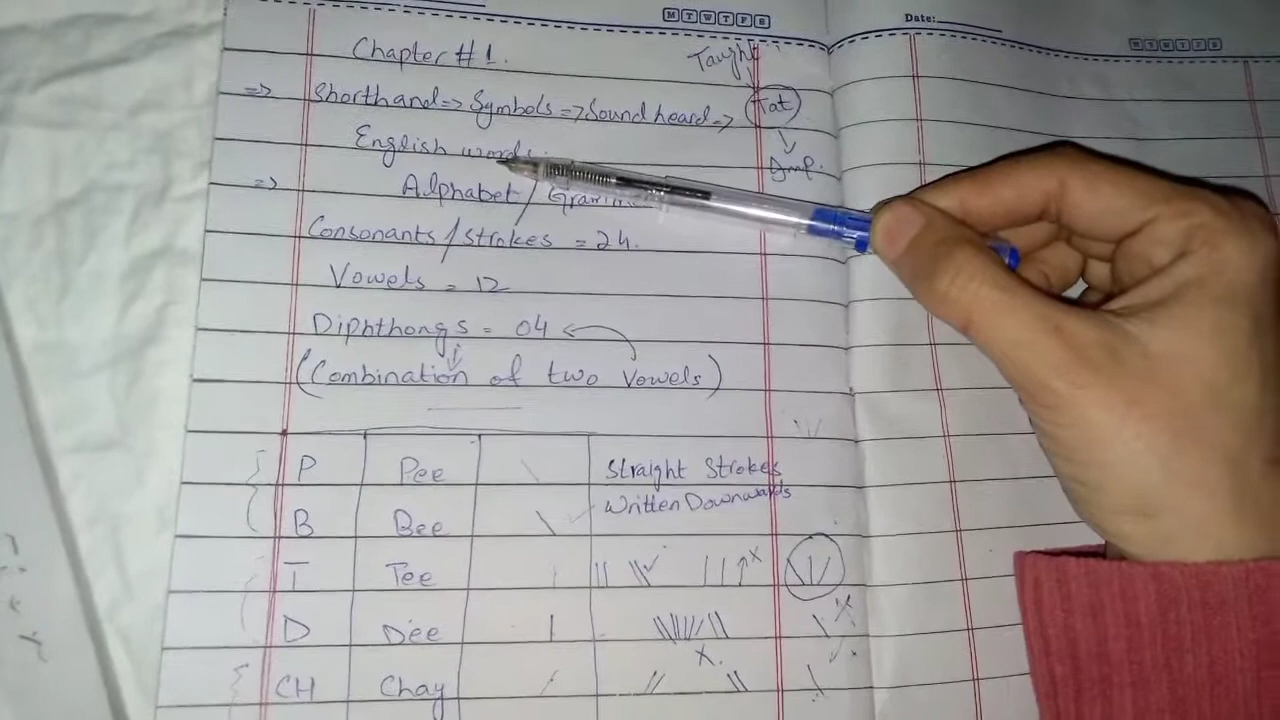 M T W T F S
Date:
Chapter # 1.
Taught
=> Shorthand => Symbols => Sound heard => (Tat)
English words.
Imp.
=> Alphabet /
Consonants / Strokes = 24.
Vowels = 12
Diphthongs = 04
(Combination of two vowels)
P Pee \ Straight Strokes
Written Downwards
B Bee \
T Tee |
D Dee |
CH Chay /